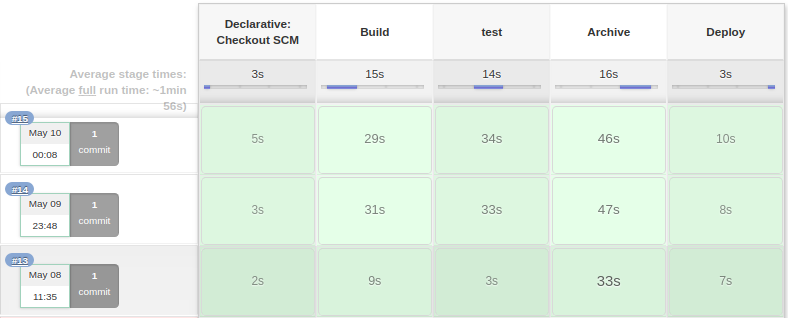 Declarative:
Checkout SCM
Build
test
Archive
Deploy
Average stage times:
(Average full run time: ~1min
56s)
3s
15s
14s
16s
3s
#15
May 10
00:08
1
commit
5s
29s
34s
46s
10s
#14
May 09
23:48
1
commit
3s
31s
33s
47s
8s
#13
May 08
11:35
1
commit
2s
9s
3s
33s
7s